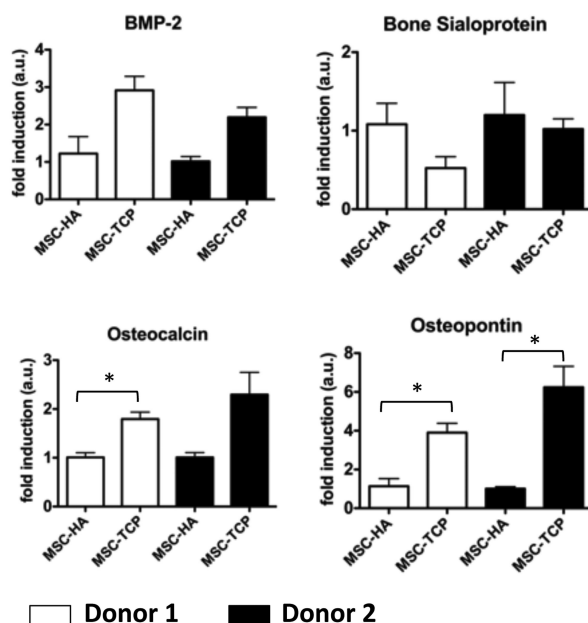 BMP-2
fold induction (a.u.)
4
3
2
1
0
MSC-HA
MSC-TCP
MSC-HA
MSC-TCP
Bone Sialoprotein
fold induction (a.u.)
2
1
0
MSC-HA
MSC-TCP
MSC-HA
MSC-TCP
Osteocalcin
fold induction (a.u.)
3
2
1
0
*
MSC-HA
MSC-TCP
MSC-HA
MSC-TCP
Osteopontin
fold induction (a.u.)
8
6
4
2
0
*
*
MSC-HA
MSC-TCP
MSC-HA
MSC-TCP
Donor 1
Donor 2